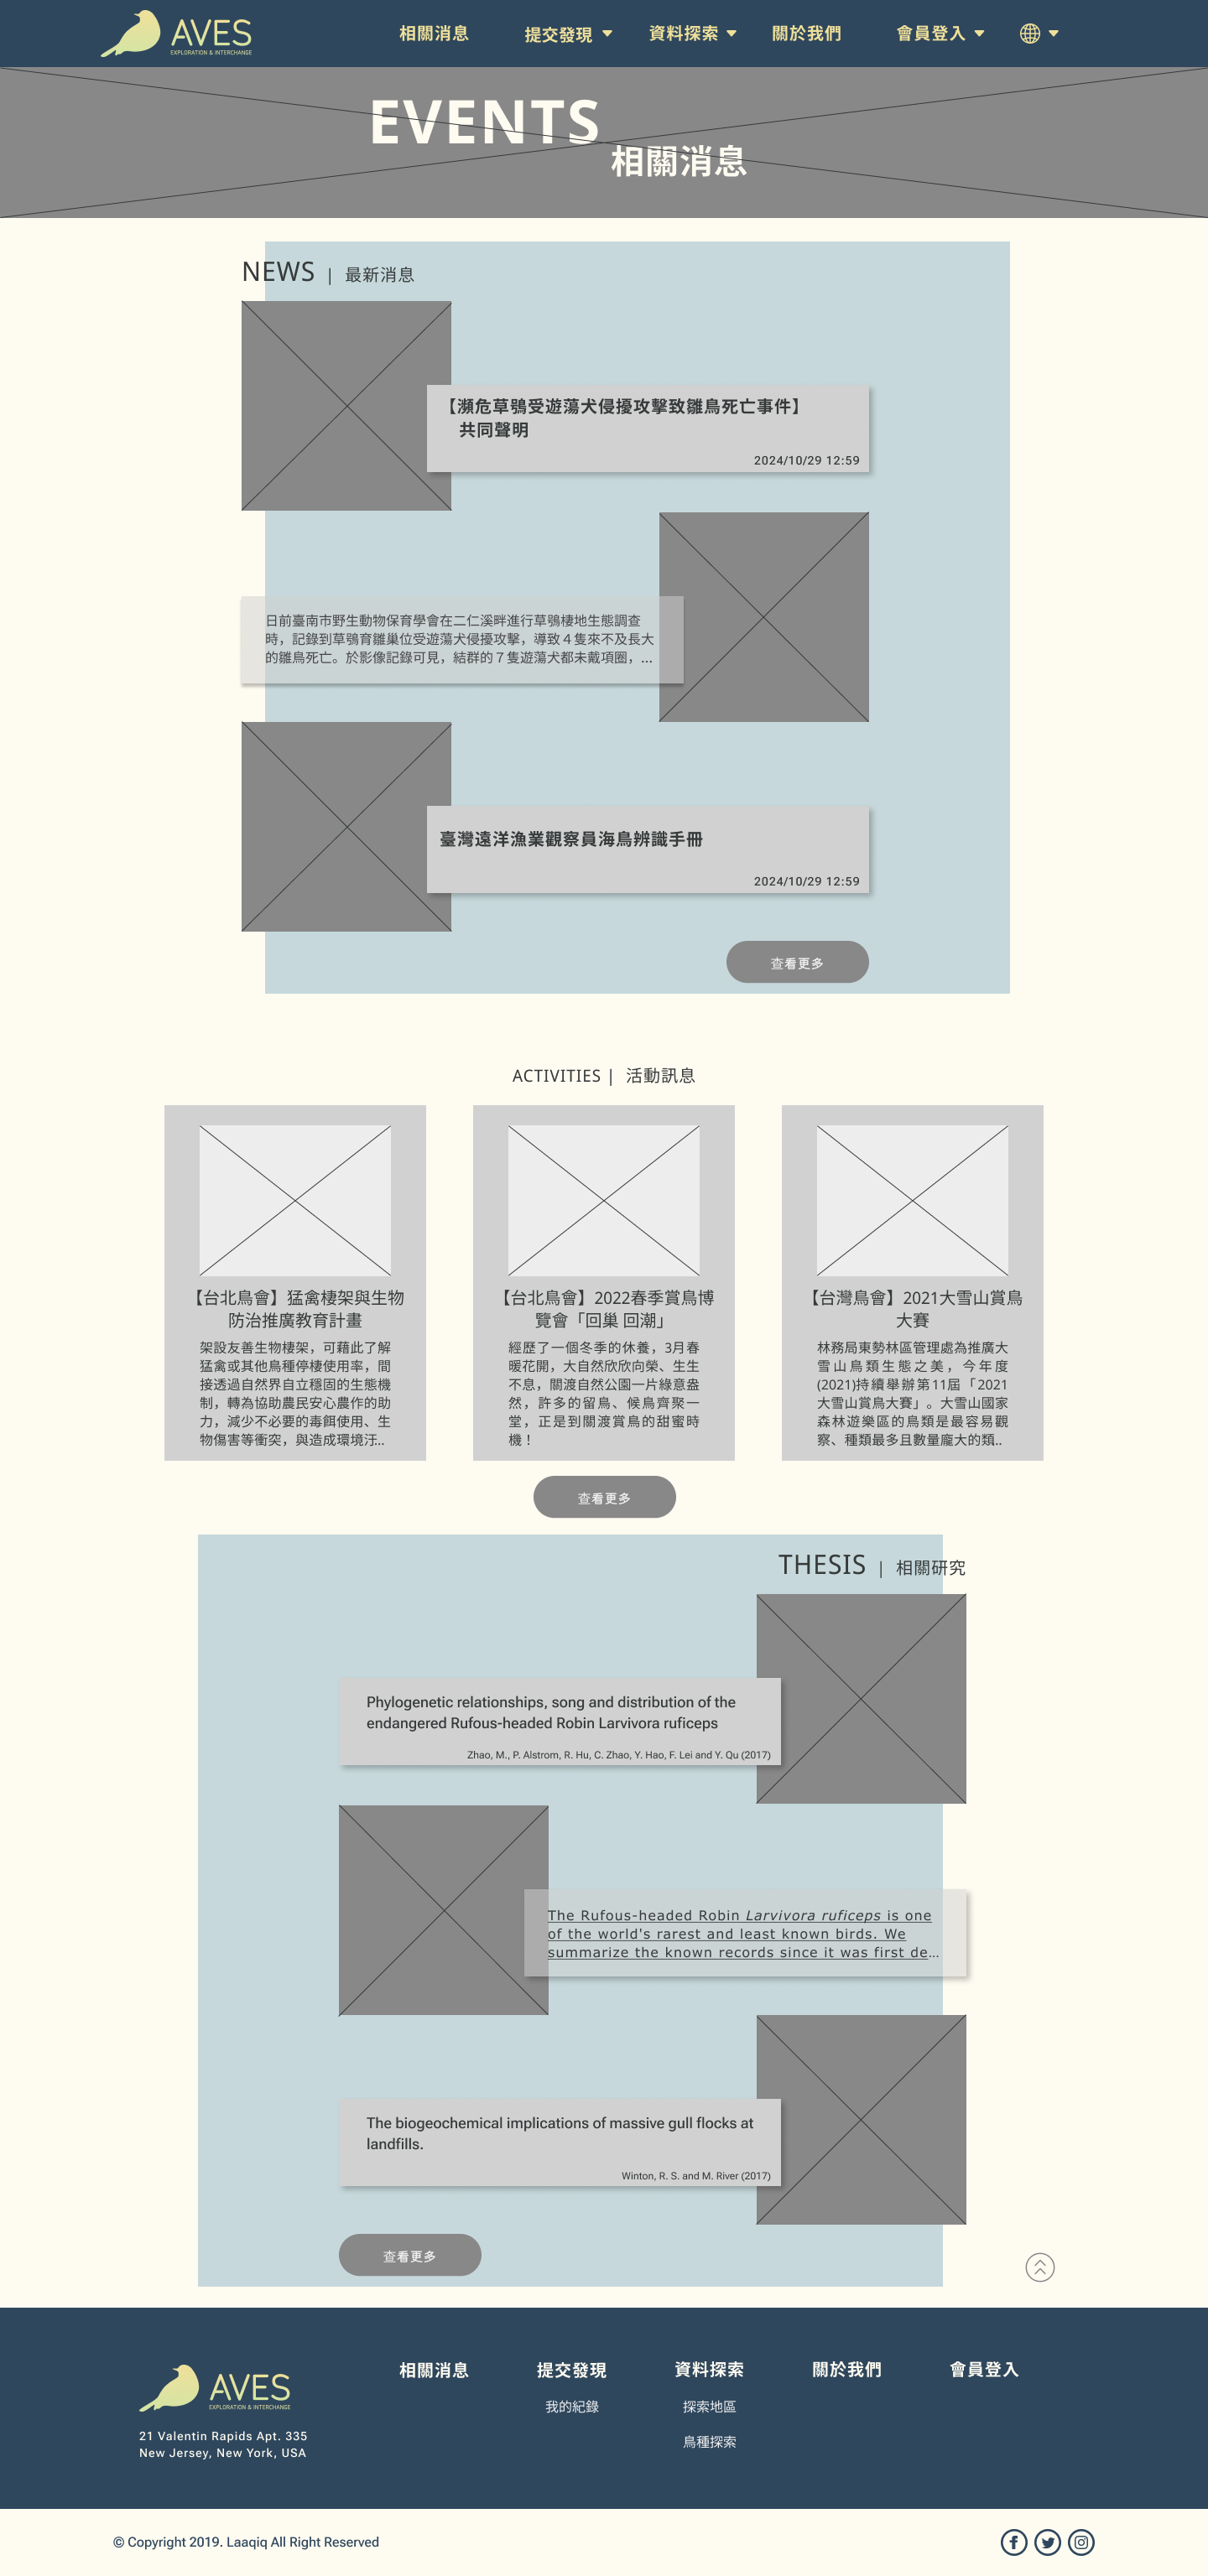 AVES
EXPLORATION & INTERCHANGE
相關消息
提交發現
資料探索
關於我們
會員登入
EVENTS
相關消息
NEWS | 最新消息
【瀕危草鴞受遊蕩犬侵擾攻擊致雛鳥死亡事件】
共同聲明
2024/10/29 12:59
日前臺南市野生動物保育學會在二仁溪畔進行草鴞棲地生態調查
時，記錄到草鴞育雛巢位受遊蕩犬侵擾攻擊，導致４隻來不及長大
的雛鳥死亡。於影像記錄可見，結群的７隻遊蕩犬都未戴項圈，...
臺灣遠洋漁業觀察員海鳥辨識手冊
2024/10/29 12:59
查看更多
ACTIVITIES | 活動訊息
【台北鳥會】猛禽棲架與生物
防治推廣教育計畫
架設友善生物棲架，可藉此了解
猛禽或其他鳥種停棲使用率，間
接透過自然界自立穩固的生態機
制，轉為協助農民安心農作的助
力，減少不必要的毒餌使用、生
物傷害等衝突，與造成環境汙..
【台北鳥會】2022春季賞鳥博
覽會「回巢 回潮」
經歷了一個冬季的休養，3月春
暖花開，大自然欣欣向榮、生生
不息，關渡自然公園一片綠意盎
然，許多的留鳥、候鳥齊聚一
堂，正是到關渡賞鳥的甜蜜時
機！
【台灣鳥會】2021大雪山賞鳥
大賽
林務局東勢林區管理處為推廣大
雪山鳥類生態之美，今年度
(2021)持續舉辦第11屆「2021
大雪山賞鳥大賽」。大雪山國家
森林遊樂區的鳥類是最容易觀
察、種類最多且數量龐大的類..
查看更多
THESIS | 相關研究
Phylogenetic relationships, song and distribution of the
endangered Rufous-headed Robin Larvivora ruficeps
Zhao, M., P. Alstrom, R. Hu, C. Zhao, Y. Hao, F. Lei and Y. Qu (2017)
The Rufous-headed Robin Larvivora ruficeps is one
of the world's rarest and least known birds. We
summarize the known records since it was first de...
The biogeochemical implications of massive gull flocks at
landfills.
Winton, R. S. and M. River (2017)
查看更多
AVES
EXPLORATION & INTERCHANGE
21 Valentin Rapids Apt. 335
New Jersey, New York, USA
相關消息
提交發現
我的紀錄
資料探索
探索地區
鳥種探索
關於我們
會員登入
© Copyright 2019. Laaqiq All Right Reserved